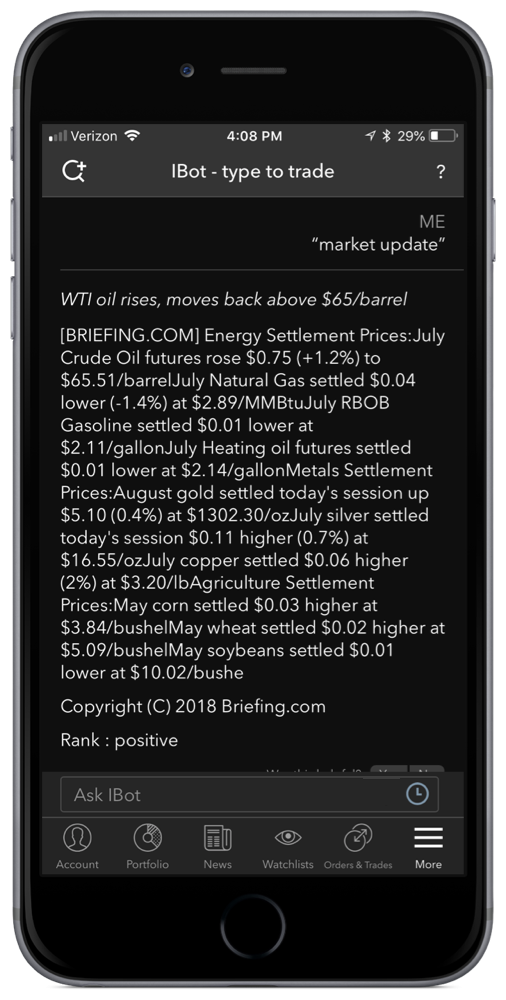 Verizon 4:08 PM 29%
IBot - type to trade ?
ME
“market update”
WTI oil rises, moves back above $65/barrel
[BRIEFING.COM] Energy Settlement Prices:July
Crude Oil futures rose $0.75 (+1.2%) to
$65.51/barrelJuly Natural Gas settled $0.04
lower (-1.4%) at $2.89/MMBtuJuly RBOB
Gasoline settled $0.01 lower at
$2.11/gallonJuly Heating oil futures settled
$0.01 lower at $2.14/gallonMetals Settlement
Prices:August gold settled today's session up
$5.10 (0.4%) at $1302.30/ozJuly silver settled
today's session $0.11 higher (0.7%) at
$16.55/ozJuly copper settled $0.06 higher
(2%) at $3.20/lbAgriculture Settlement
Prices:May corn settled $0.03 higher at
$3.84/bushelMay wheat settled $0.02 higher at
$5.09/bushelMay soybeans settled $0.01
lower at $10.02/bushe
Copyright (C) 2018 Briefing.com
Rank : positive
Ask IBot
Account Portfolio News Watchlists Orders & Trades More